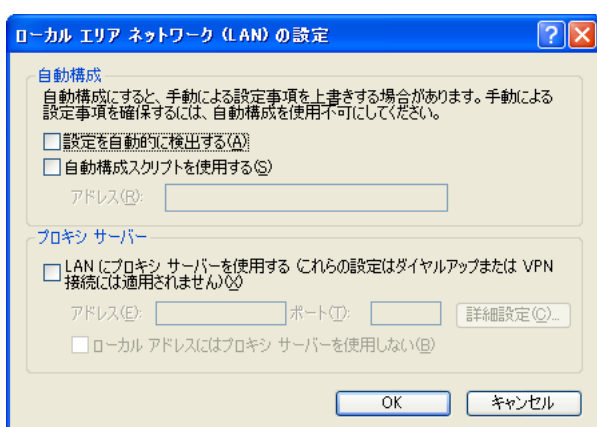 ローカル エリア ネットワーク (LAN) の設定
自動構成
自動構成にすると、手動による設定事項を上書きする場合があります。手動による
設定事項を確保するには、自動構成を使用不可にしてください。
設定を自動的に検出する(A)
自動構成スクリプトを使用する(S)
アドレス(R):
プロキシ サーバー
LAN にプロキシ サーバーを使用する (これらの設定はダイヤルアップまたは VPN
接続には適用されません)(X)
アドレス(E): ポート(T): 詳細設定(C)...
ローカル アドレスにはプロキシ サーバーを使用しない(B)
OK キャンセル